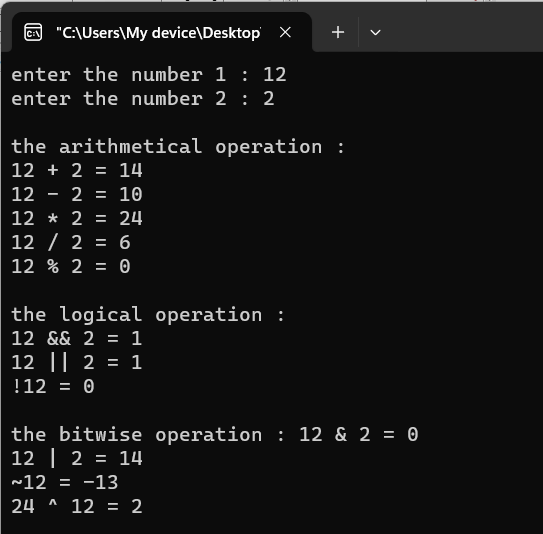 "C:\Users\My device\Desktop
enter the number 1 : 12
enter the number 2 : 2
the arithmetical operation :
12 + 2 = 14
12 - 2 = 10
12 * 2 = 24
12 / 2 = 6
12 % 2 = 0
the logical operation :
12 && 2 = 1
12 || 2 = 1
!12 = 0
the bitwise operation : 12 & 2 = 0
12 | 2 = 14
~12 = -13
24 ^ 12 = 2